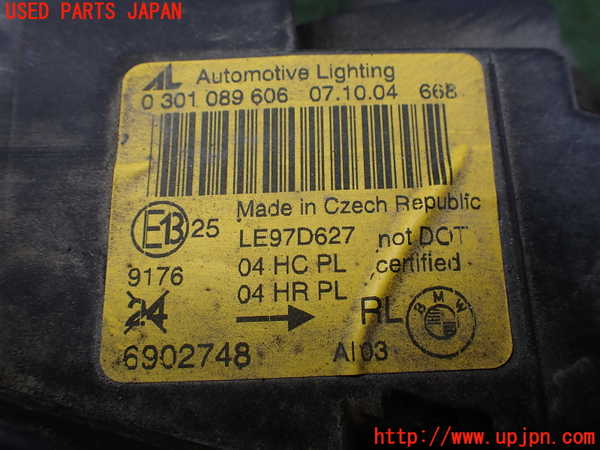 USED PARTS JAPAN
AL Automotive Lighting
0 301 089 606 07.10.04 668
Made in Czech Republic
E13 25 LE97D627 not DOT
9176 04 HC PL certified
24 04 HR PL
RL BMW
6902748 AI 03
http://www.upjpn.com/